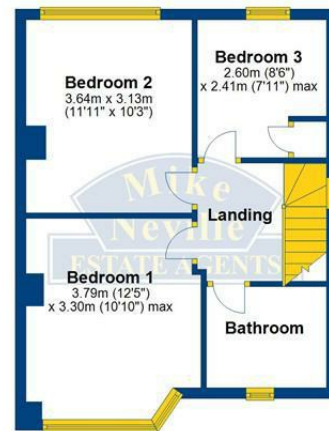 Bedroom 2
3.64m x 3.13m
(11'11" x 10'3")
Bedroom 3
2.60m (8'6")
x 2.41m (7'11") max
Mike
Neville
ESTATE AGENTS
Landing
Bedroom 1
3.79m (12'5")
x 3.30m (10'10") max
Bathroom